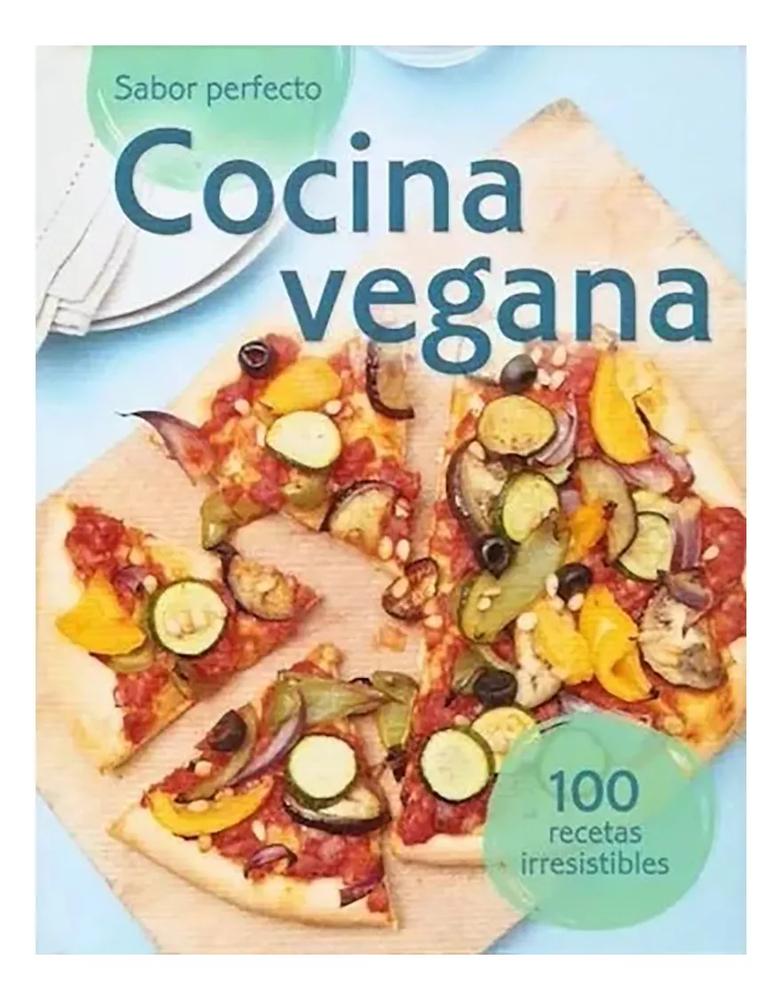 Sabor perfecto
Cocina
vegana
100
recetas
irresistibles